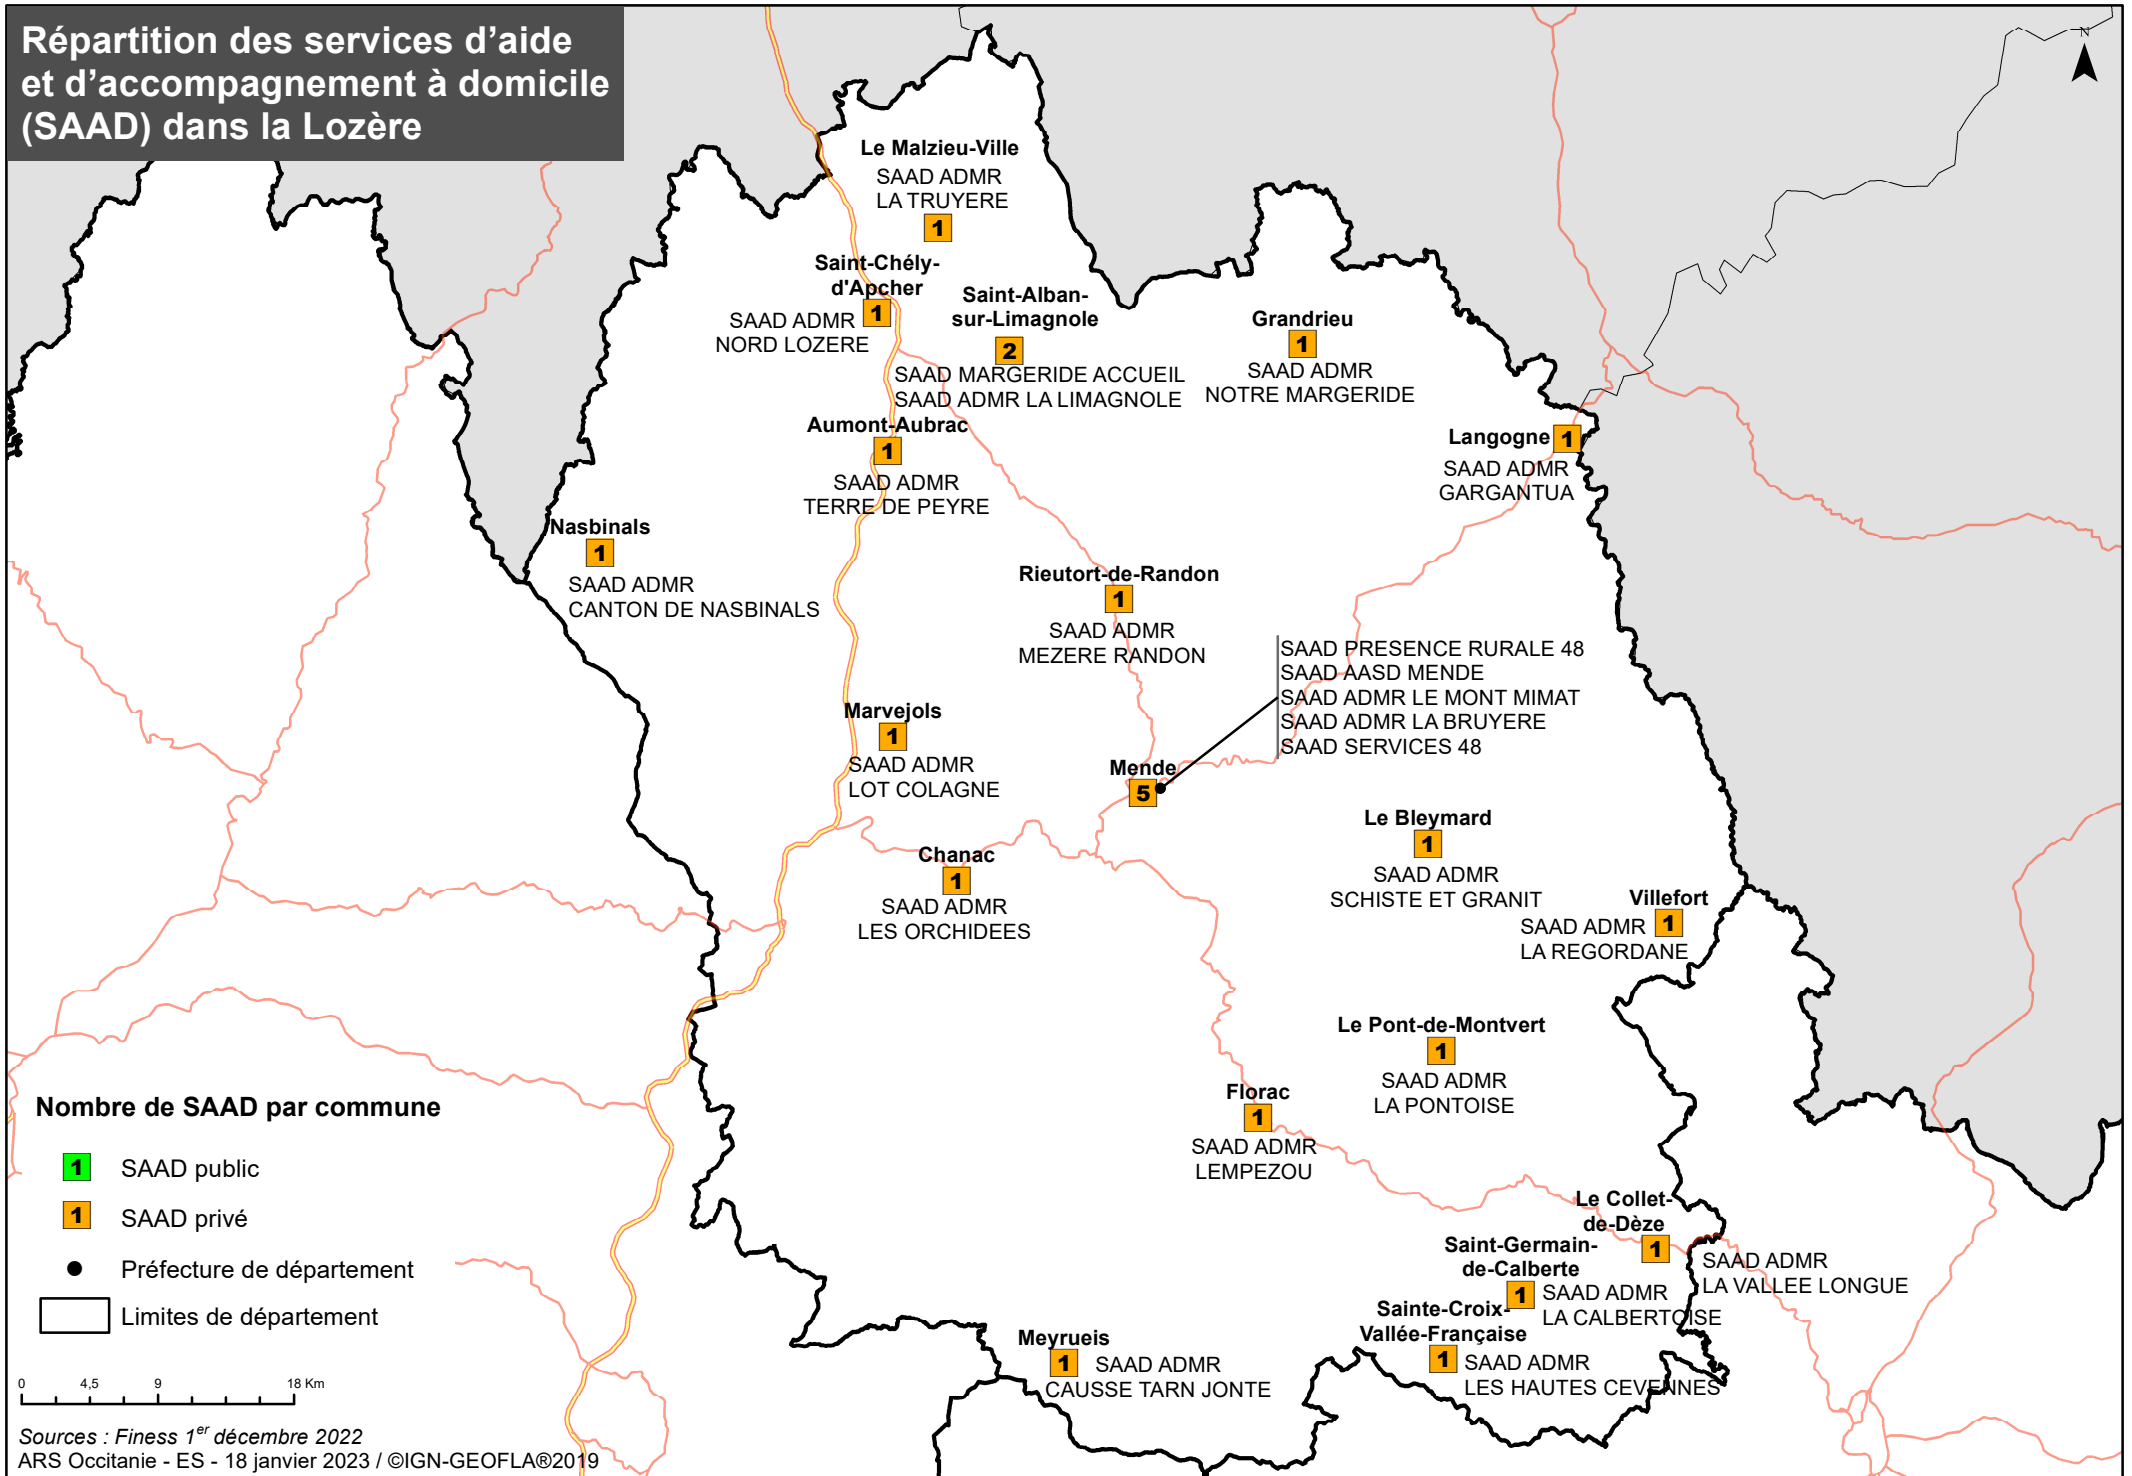 Répartition des services d’aide
et d’accompagnement à domicile
(SAAD) dans la Lozère
N
Le Malzieu-Ville
SAAD ADMR
LA TRUYERE
1
Saint-Chély-
d'Apcher
1
SAAD ADMR
NORD LOZERE
Saint-Alban-
sur-Limagnole
2
SAAD MARGERIDE ACCUEIL
SAAD ADMR LA LIMAGNOLE
Grandrieu
1
SAAD ADMR
NOTRE MARGERIDE
Langogne 1
SAAD ADMR
GARGANTUA
Aumont-Aubrac
1
SAAD ADMR
TERRE DE PEYRE
Nasbinals
1
SAAD ADMR
CANTON DE NASBINALS
Rieutort-de-Randon
1
SAAD ADMR
MEZERE RANDON
SAAD PRESENCE RURALE 48
SAAD AASD MENDE
SAAD ADMR LE MONT MIMAT
SAAD ADMR LA BRUYERE
SAAD SERVICES 48
Marvejols
1
SAAD ADMR
LOT COLAGNE
Mende
5
Le Bleymard
1
SAAD ADMR
SCHISTE ET GRANIT
Chanac
1
SAAD ADMR
LES ORCHIDEES
Villefort
1
SAAD ADMR
LA REGORDANE
Le Pont-de-Montvert
1
SAAD ADMR
LA PONTOISE
Florac
1
SAAD ADMR
LEMPEZOU
Le Collet-
de-Dèze
1
SAAD ADMR
LA VALLEE LONGUE
Saint-Germain-
de-Calberte
1
SAAD ADMR
LA CALBERTOISE
Sainte-Croix-
Vallée-Française
1
SAAD ADMR
LES HAUTES CEVENNES
Meyrueis
1
SAAD ADMR
CAUSSE TARN JONTE
Nombre de SAAD par commune
1 SAAD public
1 SAAD privé
Préfecture de département
Limites de département
0 4,5 9 18 Km
Sources : Finess 1er décembre 2022
ARS Occitanie - ES - 18 janvier 2023 / ©IGN-GEOFLA®2019